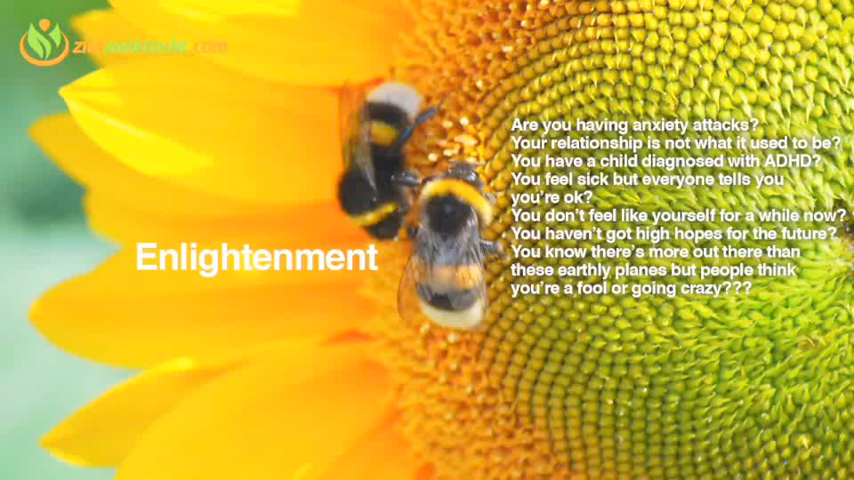 Enlightenment
Are you having anxiety attacks?
Your relationship is not what it used to be?
You have a child diagnosed with ADHD?
You feel sick but everyone tells you
you're ok?
You don't feel like yourself for a while now?
You haven't got high hopes for the future?
You know there's more out there than
these earthly planes but people think
you're a fool or going crazy???